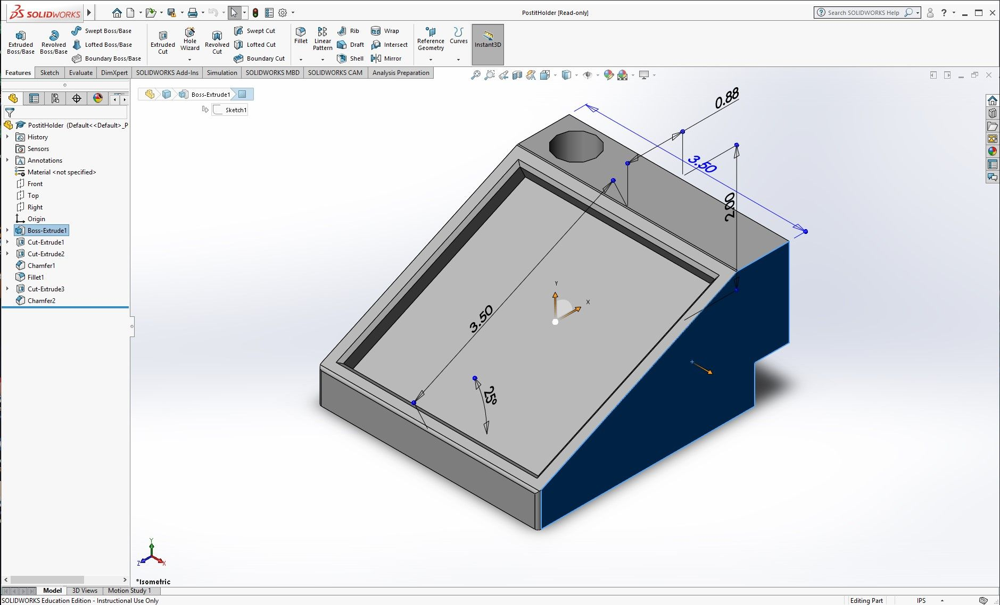 SOLIDWORKS
PostitHolder [Read-only]
Search SOLIDWORKS Help
?
Extruded Boss/Base
Revolved Boss/Base
Swept Boss/Base
Lofted Boss/Base
Boundary Boss/Base
Extruded Cut
Hole Wizard
Revolved Cut
Swept Cut
Lofted Cut
Boundary Cut
Fillet
Linear Pattern
Rib
Draft
Shell
Wrap
Intersect
Mirror
Reference Geometry
Curves
Instant3D
Features
Sketch
Evaluate
DimXpert
SOLIDWORKS Add-Ins
Simulation
SOLIDWORKS MBD
SOLIDWORKS CAM
Analysis Preparation
Boss-Extrude1
Sketch1
PostitHolder (Default<<Default>_P
History
Sensors
Annotations
Material <not specified>
Front
Top
Right
Origin
Boss-Extrude1
Cut-Extrude1
Cut-Extrude2
Chamfer1
Fillet1
Cut-Extrude3
Chamfer2
0.88
3.50
2.00
3.50
25°
Y
X
Y
Z
X
*Isometric
Model
3D Views
Motion Study 1
SOLIDWORKS Education Edition - Instructional Use Only
Editing Part
IPS